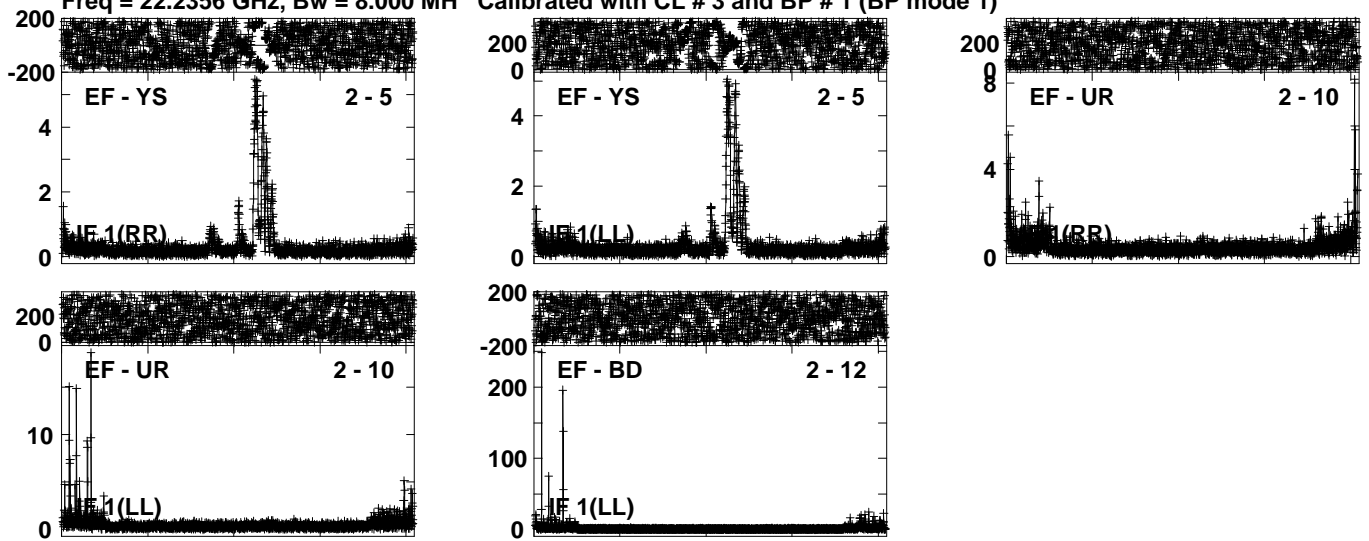 Freq = 22.2356 GHz, Bw = 8.000 MH Calibrated with CL # 3 and BP # 1 (BP mode 1)
200
-200
EF - YS 2 - 5
4
2
0
IF 1(RR)
200
0
EF - YS 2 - 5
4
2
0
IF 1(LL)
200
0
EF - UR 2 - 10
8
4
0
1(RR)
200
0
EF - UR 2 - 10
10
0
IF 1(LL)
200
-200
EF - BD 2 - 12
200
100
0
IF 1(LL)